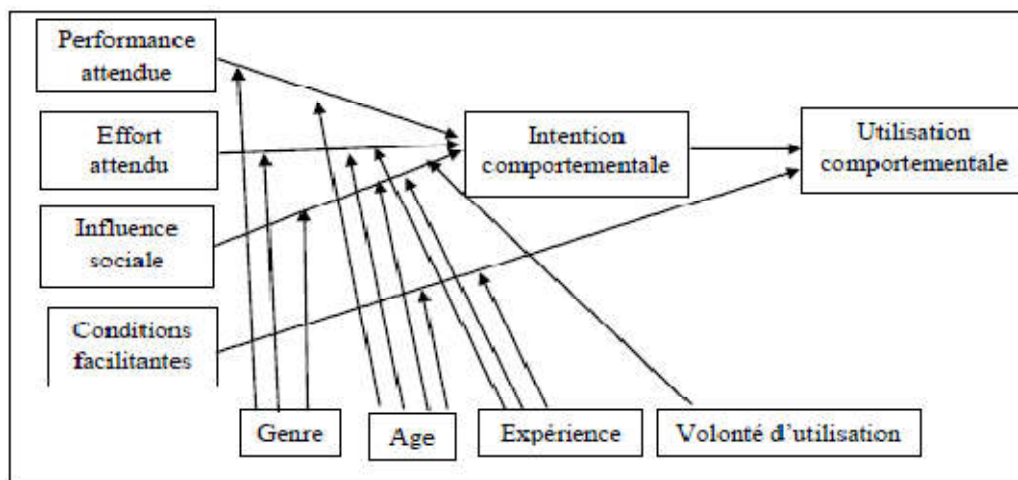 Performance
attendue
Effort
attendu
Intention
comportementale
Utilisation
comportementale
Influence
sociale
Conditions
facilitantes
Genre
Age
Expérience
Volonté d’utilisation